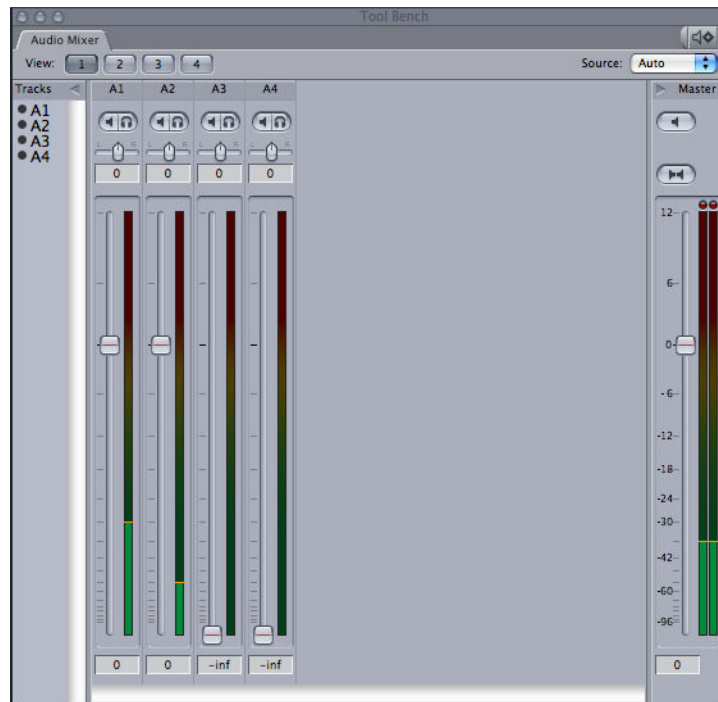 Tool Bench
Audio Mixer
View: 1 2 3 4 Source: Auto
Tracks A1 A2 A3 A4 Master
A1
A2
A3
A4
L R L R L R L R
0 0 0 0
12
6
0
-6
-12
-18
-24
-30
-42
-60
-96
0 0 -inf -inf 0